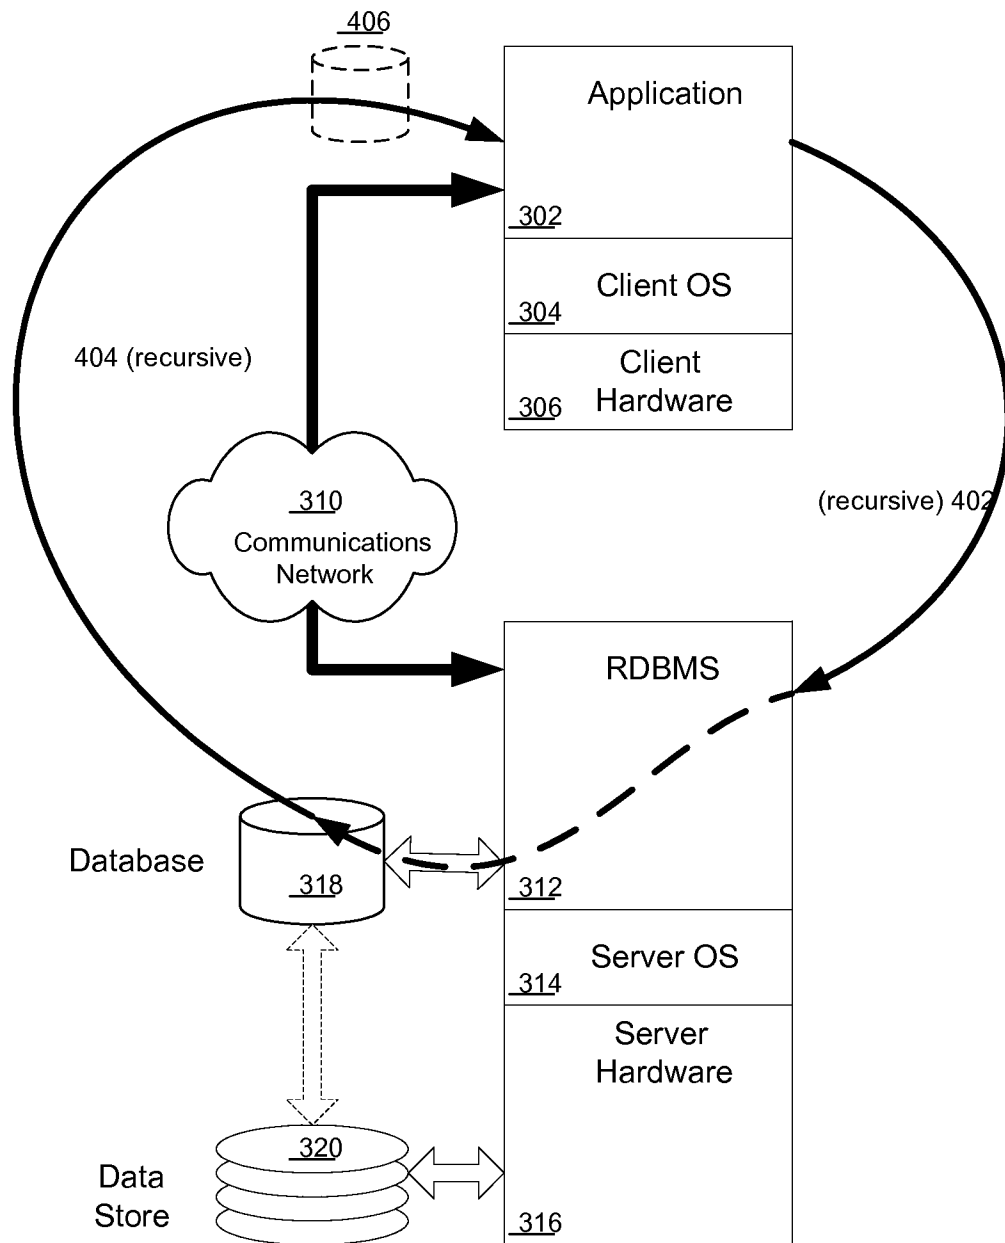 406
Application
302
Client OS
304
Client
Hardware
306
404 (recursive)
310
Communications
Network
(recursive) 402
RDBMS
312
Database
318
Server OS
314
Server
Hardware
320
Data
Store
316